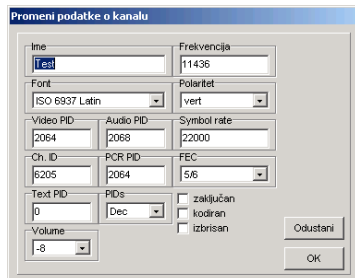 Promeni podatke o kanalu
Ime
Test
Frekvencija
11436
Font
ISO 6937 Latin
Polaritet
vert
Video PID
2064
Audio PID
2068
Symbol rate
22000
Ch. ID
6205
PCR PID
2064
FEC
5/6
Text PID
0
PIDs
Dec
zaključan
kodiran
izbrisan
Volume
-8
Odustani
OK